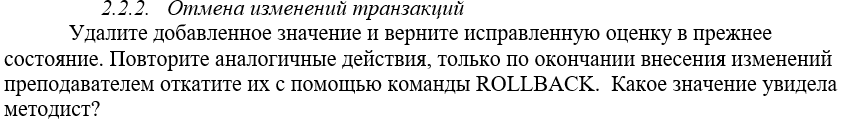 2.2.2. Отмена изменений транзакций
Удалите добавленное значение и верните исправленную оценку в прежнее
состояние. Повторите аналогичные действия, только по окончании внесения изменений
преподавателем откатите их с помощью команды ROLLBACK. Какое значение увидела
методист?